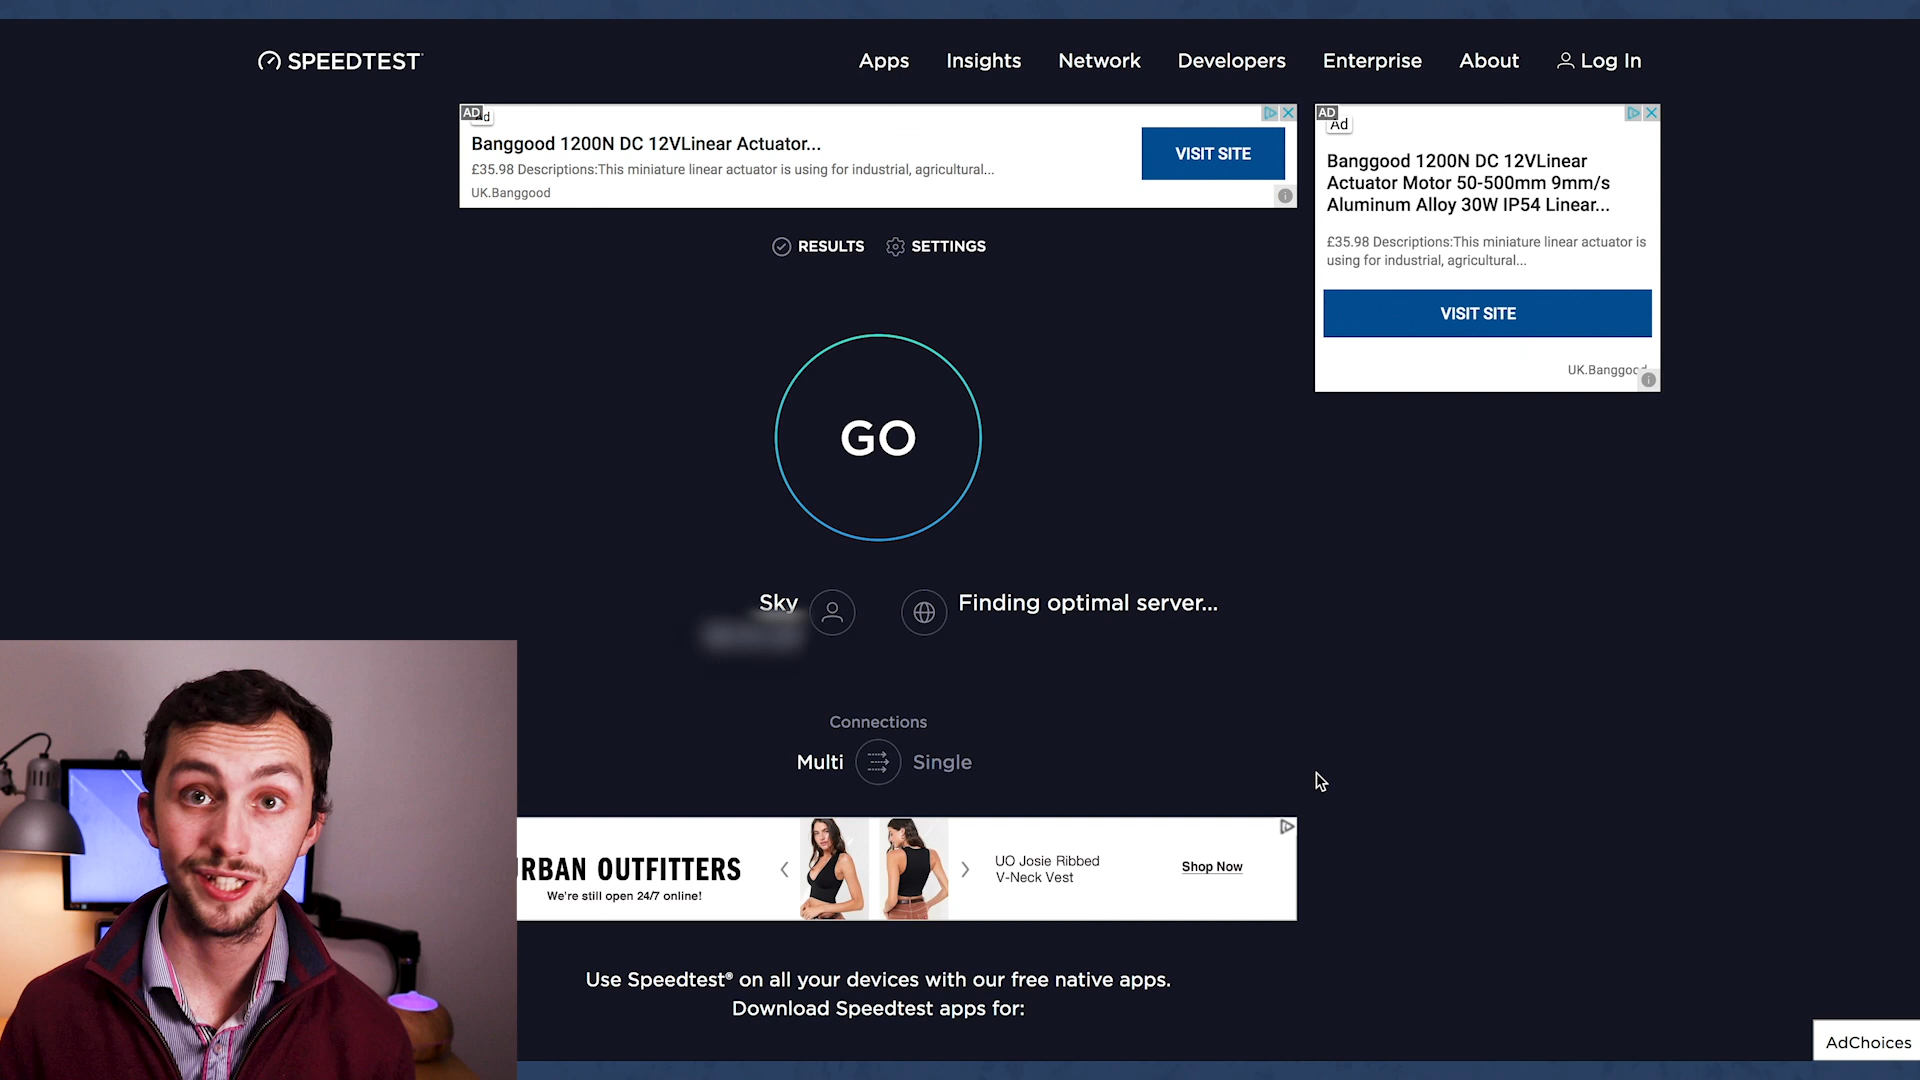 SPEEDTEST
Apps Insights Network Developers Enterprise About Log In
AD
Ad
Banggood 1200N DC 12VLinear Actuator...
£35.98 Descriptions:This miniature linear actuator is using for industrial, agricultural...
UK.Banggood
VISIT SITE
AD
Ad
Banggood 1200N DC 12VLinear
Actuator Motor 50-500mm 9mm/s
Aluminum Alloy 30W IP54 Linear...
£35.98 Descriptions:This miniature linear actuator is
using for industrial, agricultural...
VISIT SITE
UK.Banggood
RESULTS SETTINGS
GO
Sky
Finding optimal server...
Connections
Multi Single
RBAN OUTFITTERS
We're still open 24/7 online!
UO Josie Ribbed
V-Neck Vest
Shop Now
Use Speedtest® on all your devices with our free native apps.
Download Speedtest apps for:
AdChoices